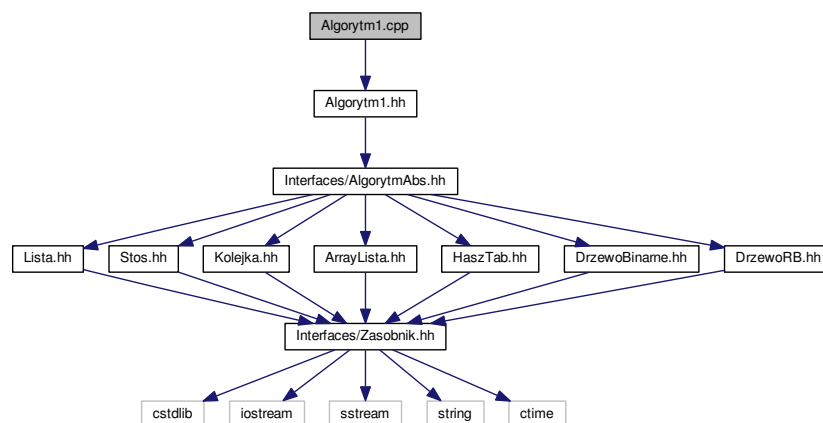 Algorytm1.cpp
Algorytm1.hh
Interfaces/AlgorytmAbs.hh
Lista.hh
Stos.hh
Kolejka.hh
ArrayLista.hh
HaszTab.hh
DrzewoBinarne.hh
DrzewoRB.hh
Interfaces/Zasobnik.hh
cstdlib
iostream
sstream
string
ctime